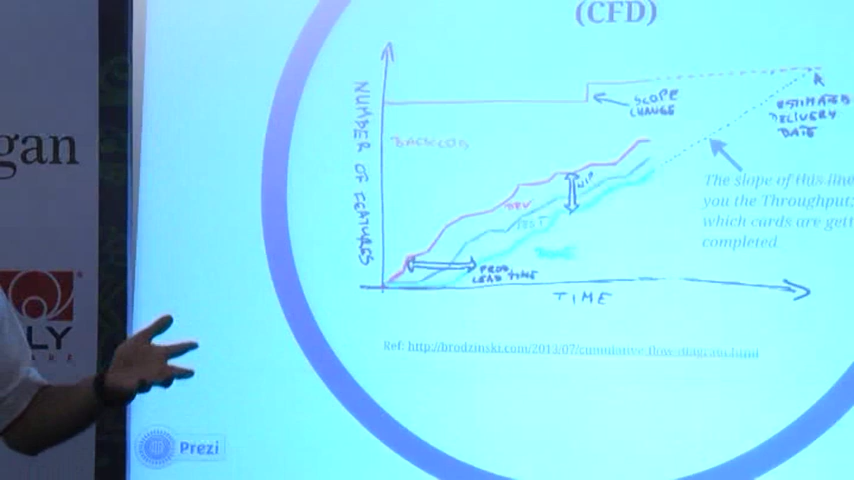 (CFD)
gan
LY
NUMBER OF FEATURES
BACKLOG
SCOPE
CHANGE
ESTIMATED
DELIVERY
DATE
WIP
DEV
TEST
The slope of this line
you the Throughput;
which cards are gett
completed
PROD
LEAD TIME
TIME
Ref: http://brodzinski.com/2013/07/cumulative-flow-diagram.html
Prezi